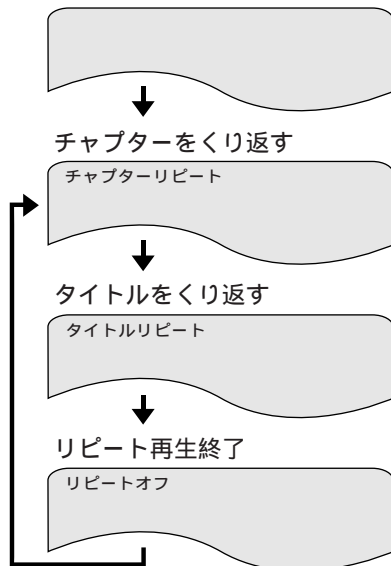 チャプターをくり返す
チャプターリピート
タイトルをくり返す
タイトルリピート
リピート再生終了
リピートオフ